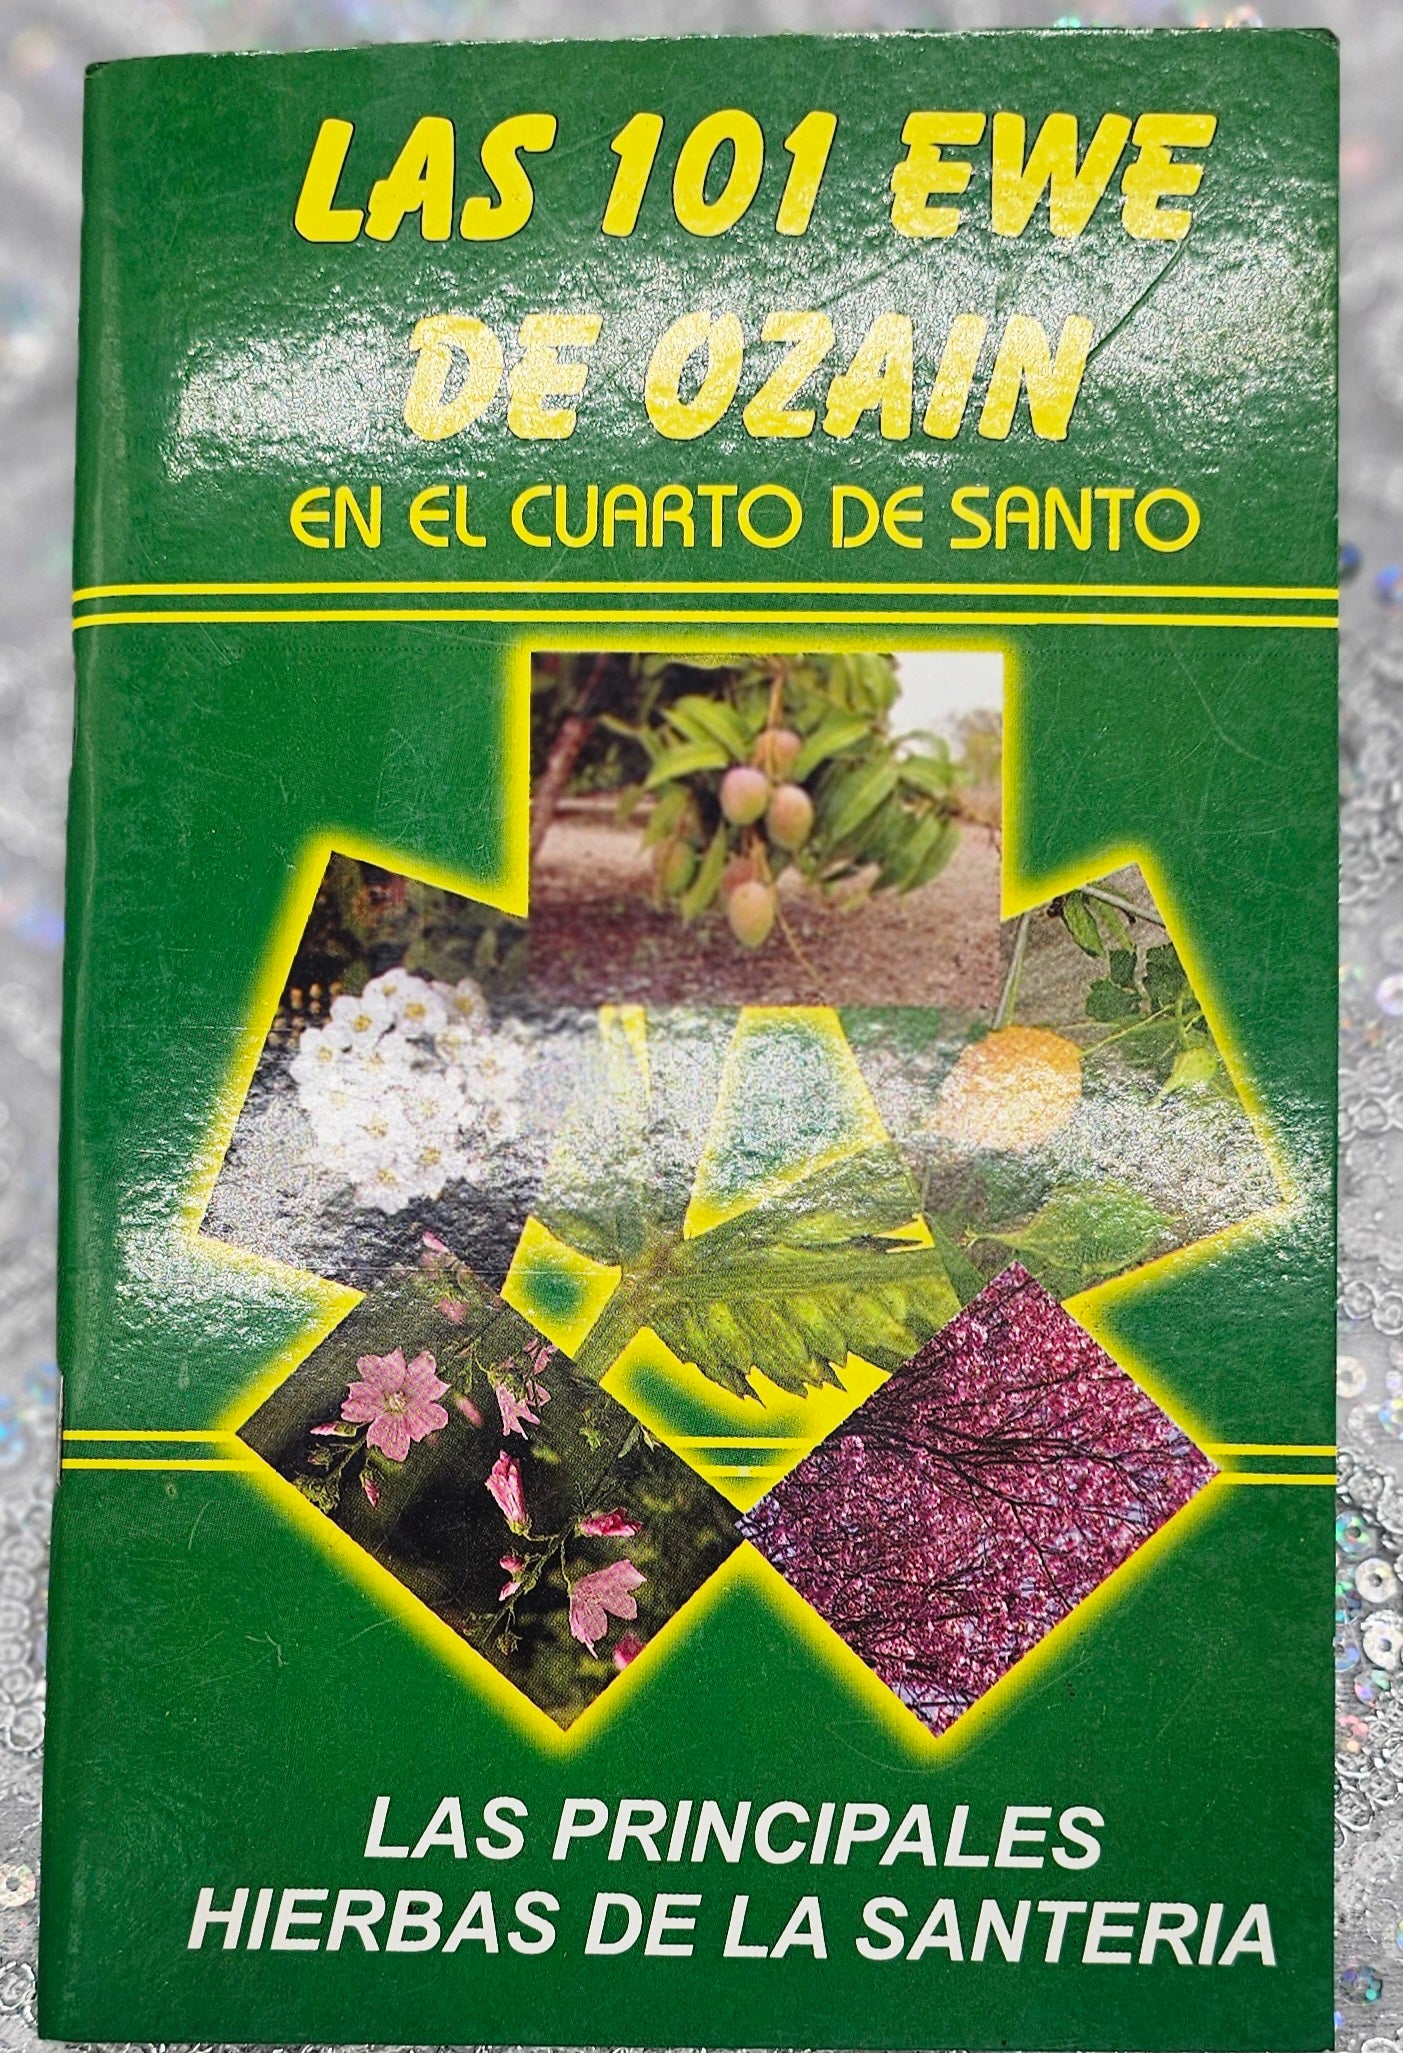 LAS 101 EWE
DE OZAIN
EN EL CUARTO DE SANTO
LAS PRINCIPALES
HIERBAS DE LA SANTERIA